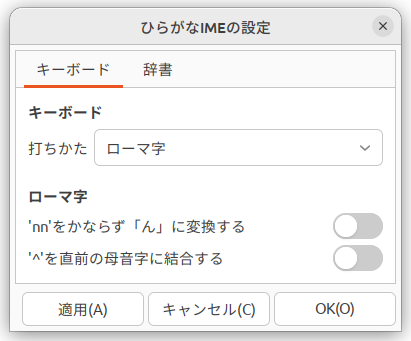 ひらがなIMEの設定
キーボード 辞書
キーボード
打ちかた ローマ字
ローマ字
'nn'をかならず「ん」に変換する
'^'を直前の母音字に結合する
適用(A) キャンセル(C) OK(O)